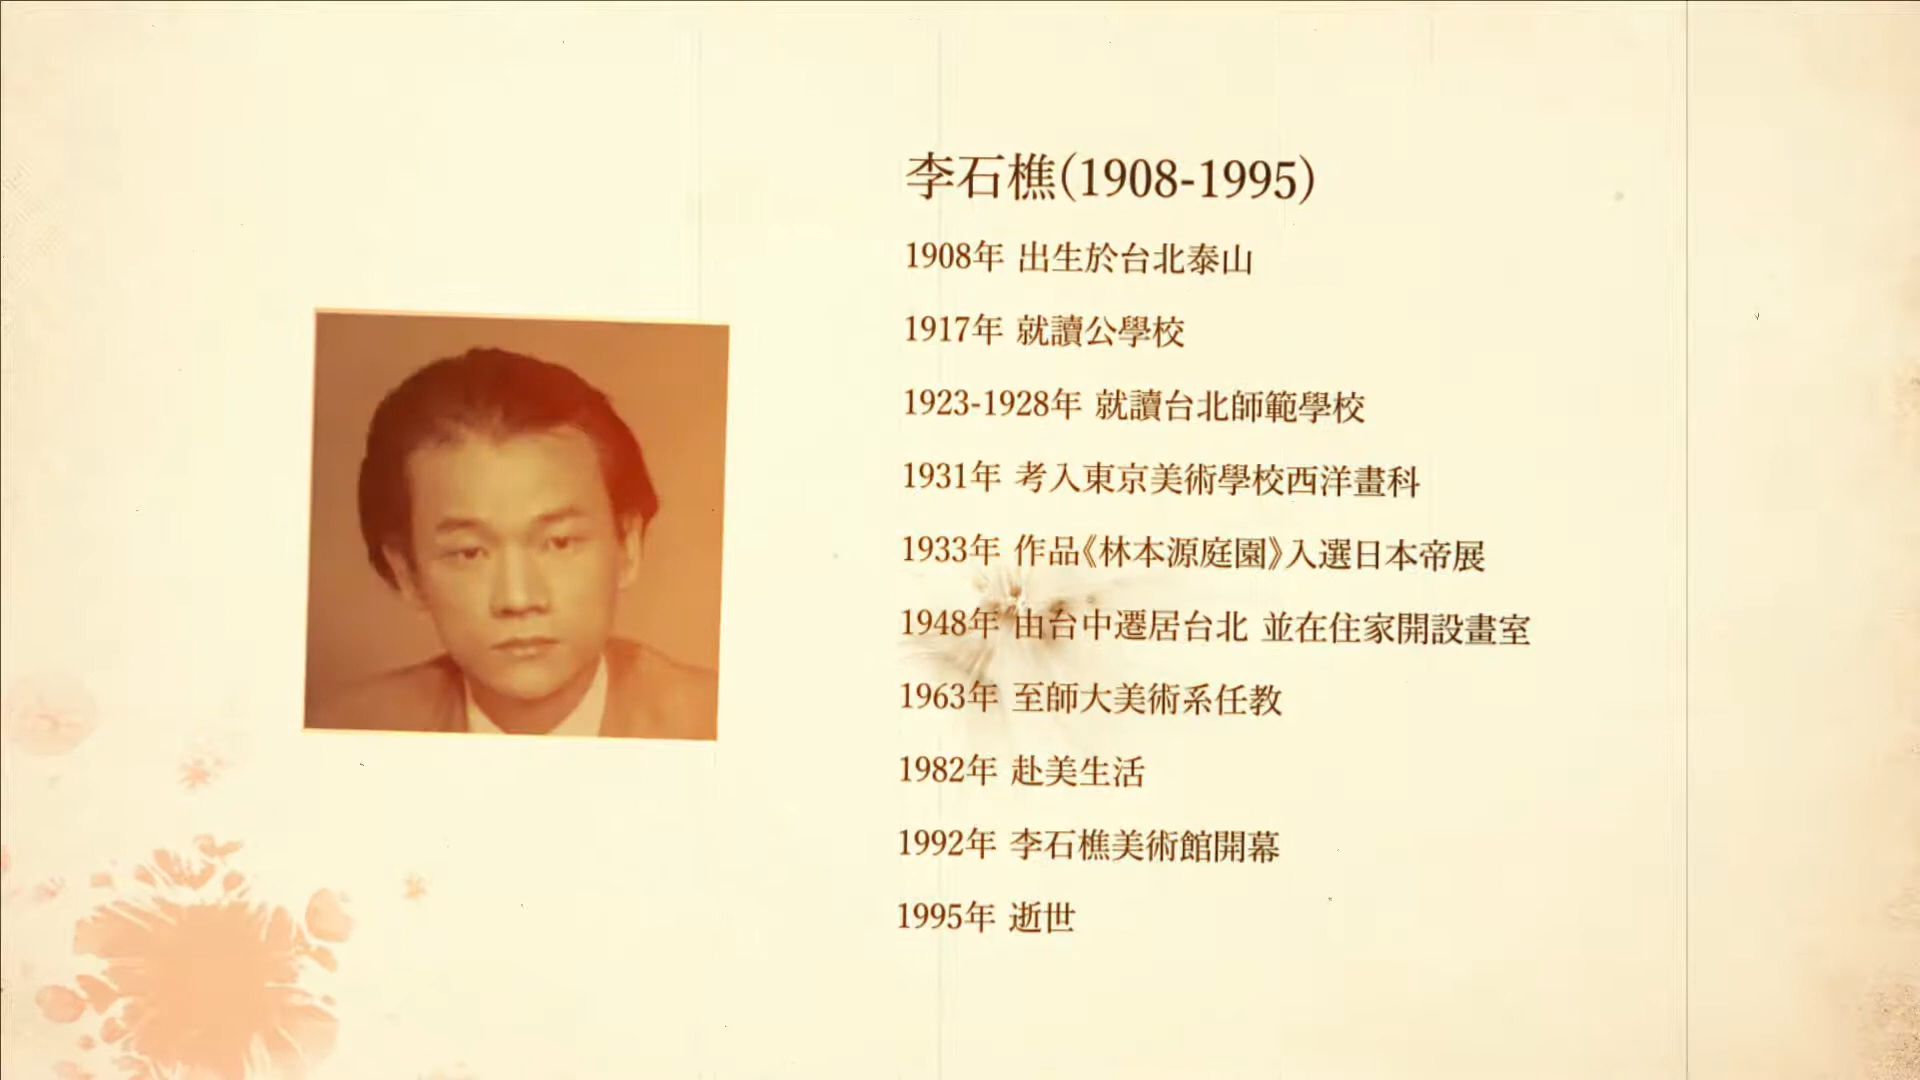 李石樵(1908-1995)
1908年 出生於台北泰山
1917年 就讀公學校
1923-1928年 就讀台北師範學校
1931年 考入東京美術學校西洋畫科
1933年 作品《林本源庭園》入選日本帝展
1948年 由台中遷居台北 並在住家開設畫室
1963年 至師大美術系任教
1982年 赴美生活
1992年 李石樵美術館開幕
1995年 逝世